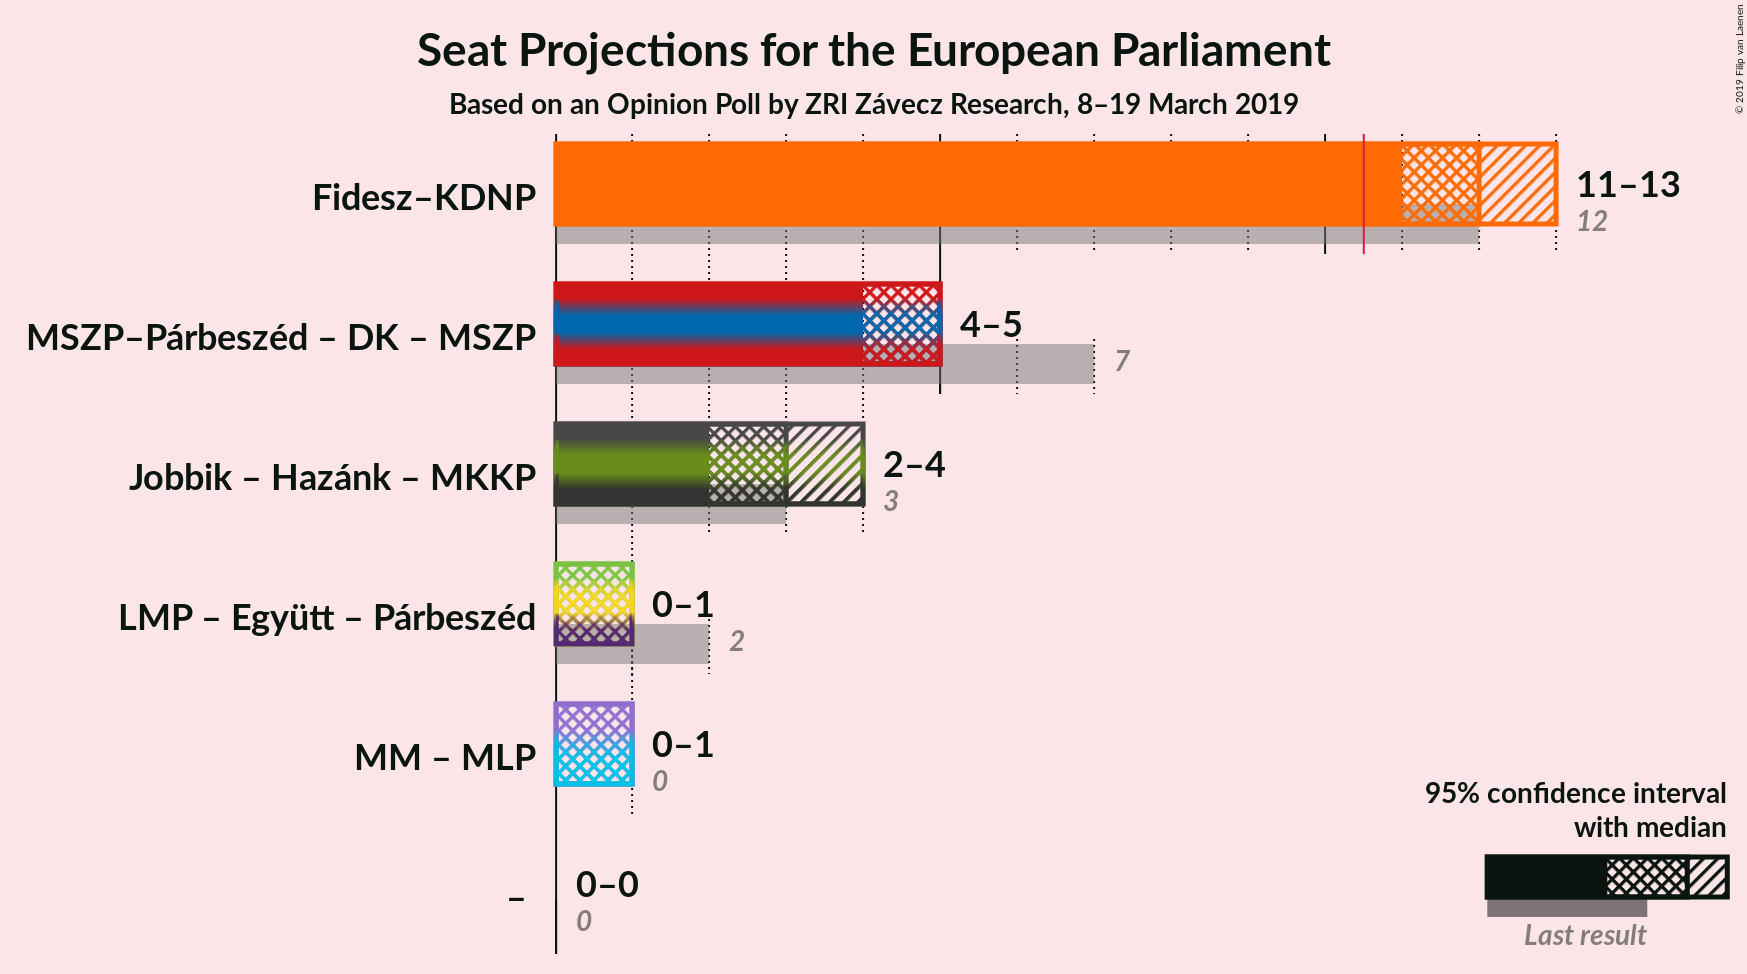 Seat Projections for the European Parliament
Based on an Opinion Poll by ZRI Závecz Research, 8–19 March 2019
© 2019 Filip van Laenen
Fidesz–KDNP
11–13
12
MSZP–Párbeszéd – DK – MSZP
4–5
7
Jobbik – Hazánk – MKKP
2–4
3
LMP – Együtt – Párbeszéd
0–1
2
MM – MLP
0–1
0
–
0–0
0
95% confidence interval
with median
Last result